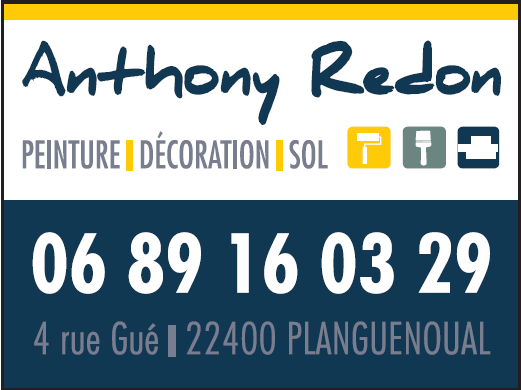 Anthony Redon
PEINTURE | DÉCORATION | SOL
06 89 16 03 29
4 rue Gué | 22400 PLANGUENOUAL